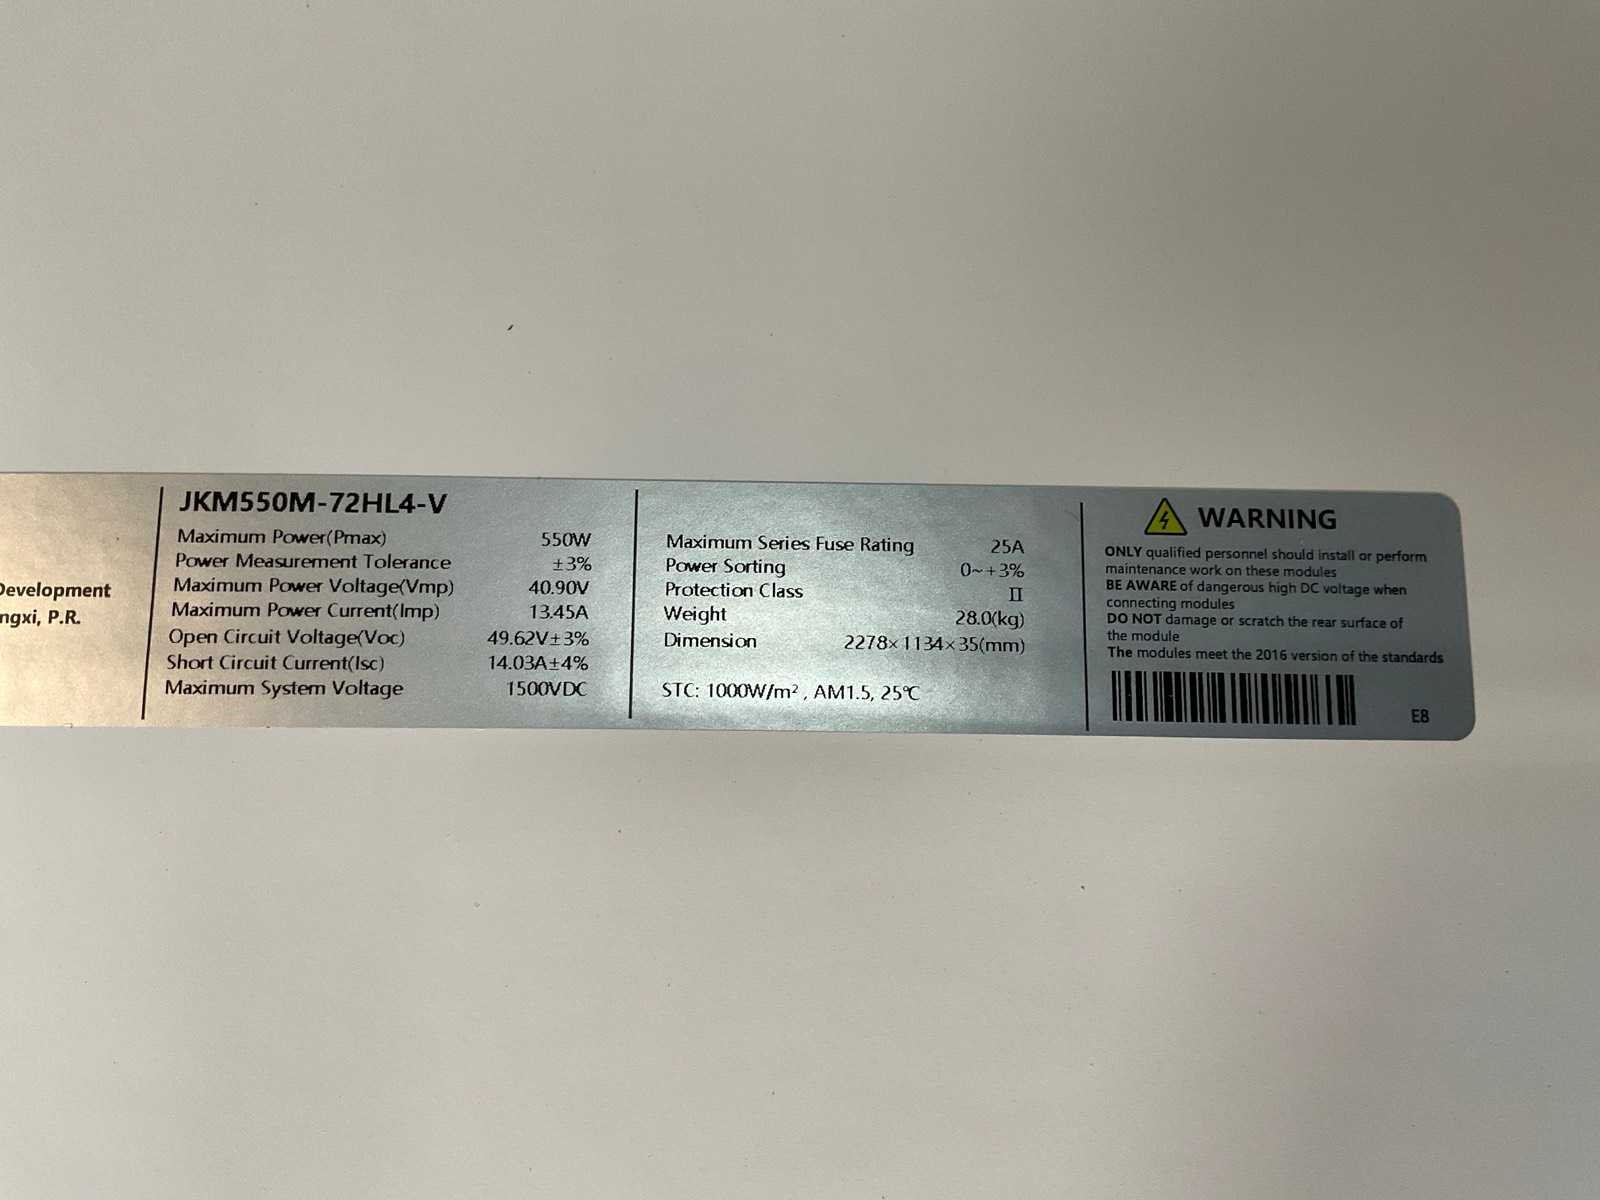 Development
ngxi, P.R.
JKM550M-72HL4-V
Maximum Power(Pmax) 550W
Power Measurement Tolerance ±3%
Maximum Power Voltage(Vmp) 40.90V
Maximum Power Current(Imp) 13.45A
Open Circuit Voltage(Voc) 49.62V±3%
Short Circuit Current(Isc) 14.03A±4%
Maximum System Voltage 1500VDC
Maximum Series Fuse Rating 25A
Power Sorting 0~+3%
Protection Class II
Weight 28.0(kg)
Dimension 2278×1134×35(mm)
STC: 1000W/m², AM1.5, 25℃
WARNING
ONLY qualified personnel should install or perform
maintenance work on these modules
BE AWARE of dangerous high DC voltage when
connecting modules
DO NOT damage or scratch the rear surface of
the module
The modules meet the 2016 version of the standards
E8